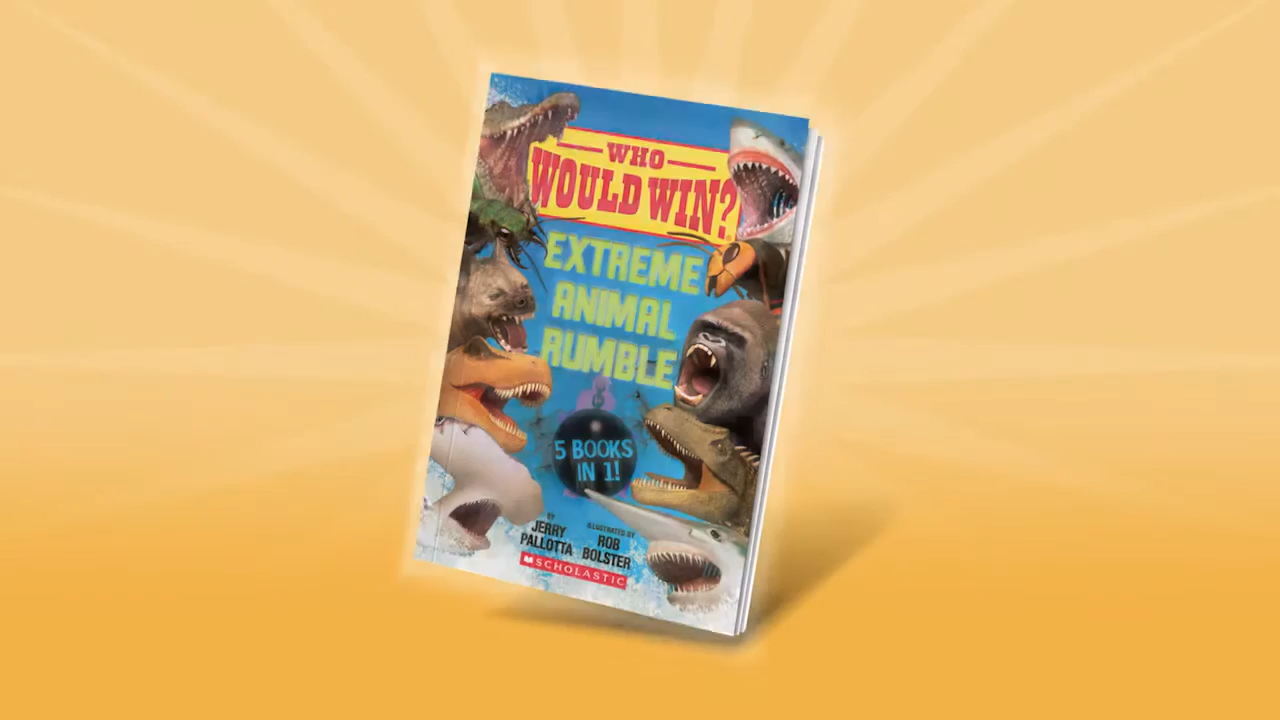 WHO
WOULD WIN?
EXTREME
ANIMAL
RUMBLE
5 BOOKS
IN 1!
BY
JERRY
PALLOTTA
ILLUSTRATED BY
ROB
BOLSTER
SCHOLASTIC